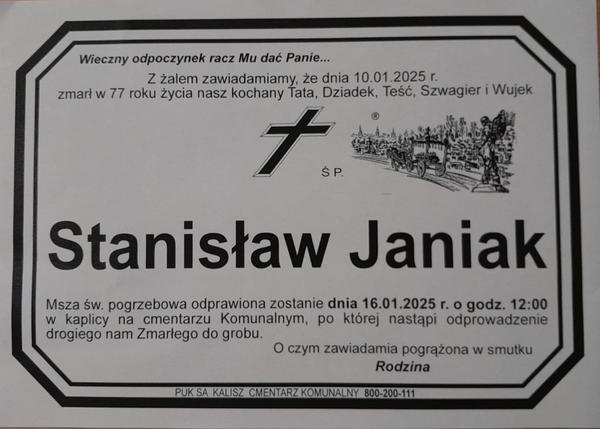 Wieczny odpoczynek racz Mu dać Panie...
Z żalem zawiadamiamy, że dnia 10.01.2025 r.
zmarł w 77 roku życia nasz kochany Tata, Dziadek, Teść, Szwagier i Wujek
®
Ś P.
Stanisław Janiak
Msza św. pogrzebowa odprawiona zostanie dnia 16.01.2025 r. o godz. 12:00
w kaplicy na cmentarzu Komunalnym, po której nastąpi odprowadzenie
drogiego nam Zmarłego do grobu.
O czym zawiadamia pogrążona w smutku
Rodzina
PUK SA KALISZ CMENTARZ KOMUNALNY 800-200-111